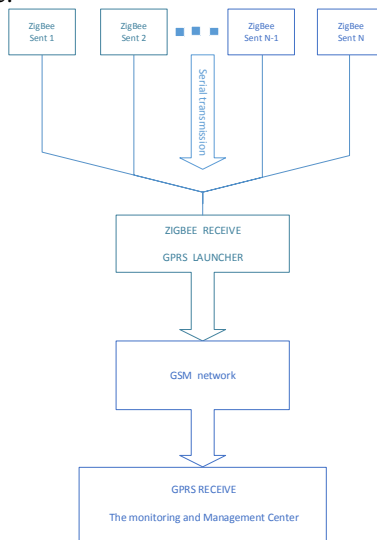 ZigBee
Sent 1
ZigBee
Sent 2
ZigBee
Sent N-1
ZigBee
Sent N
Serial transmission
ZIGBEE RECEIVE
GPRS LAUNCHER
GSM network
GPRS RECEIVE
The monitoring and Management Center